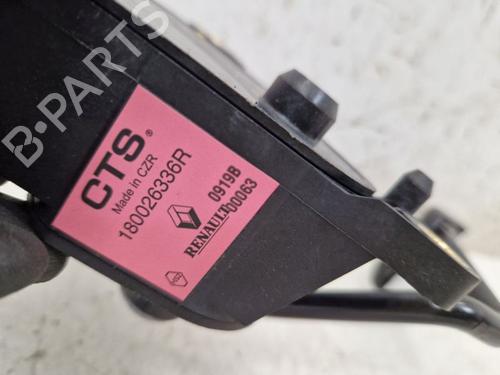 B-PARTS
CTS®
Made in CZR
180026336R
RENAULT
0919B
00063